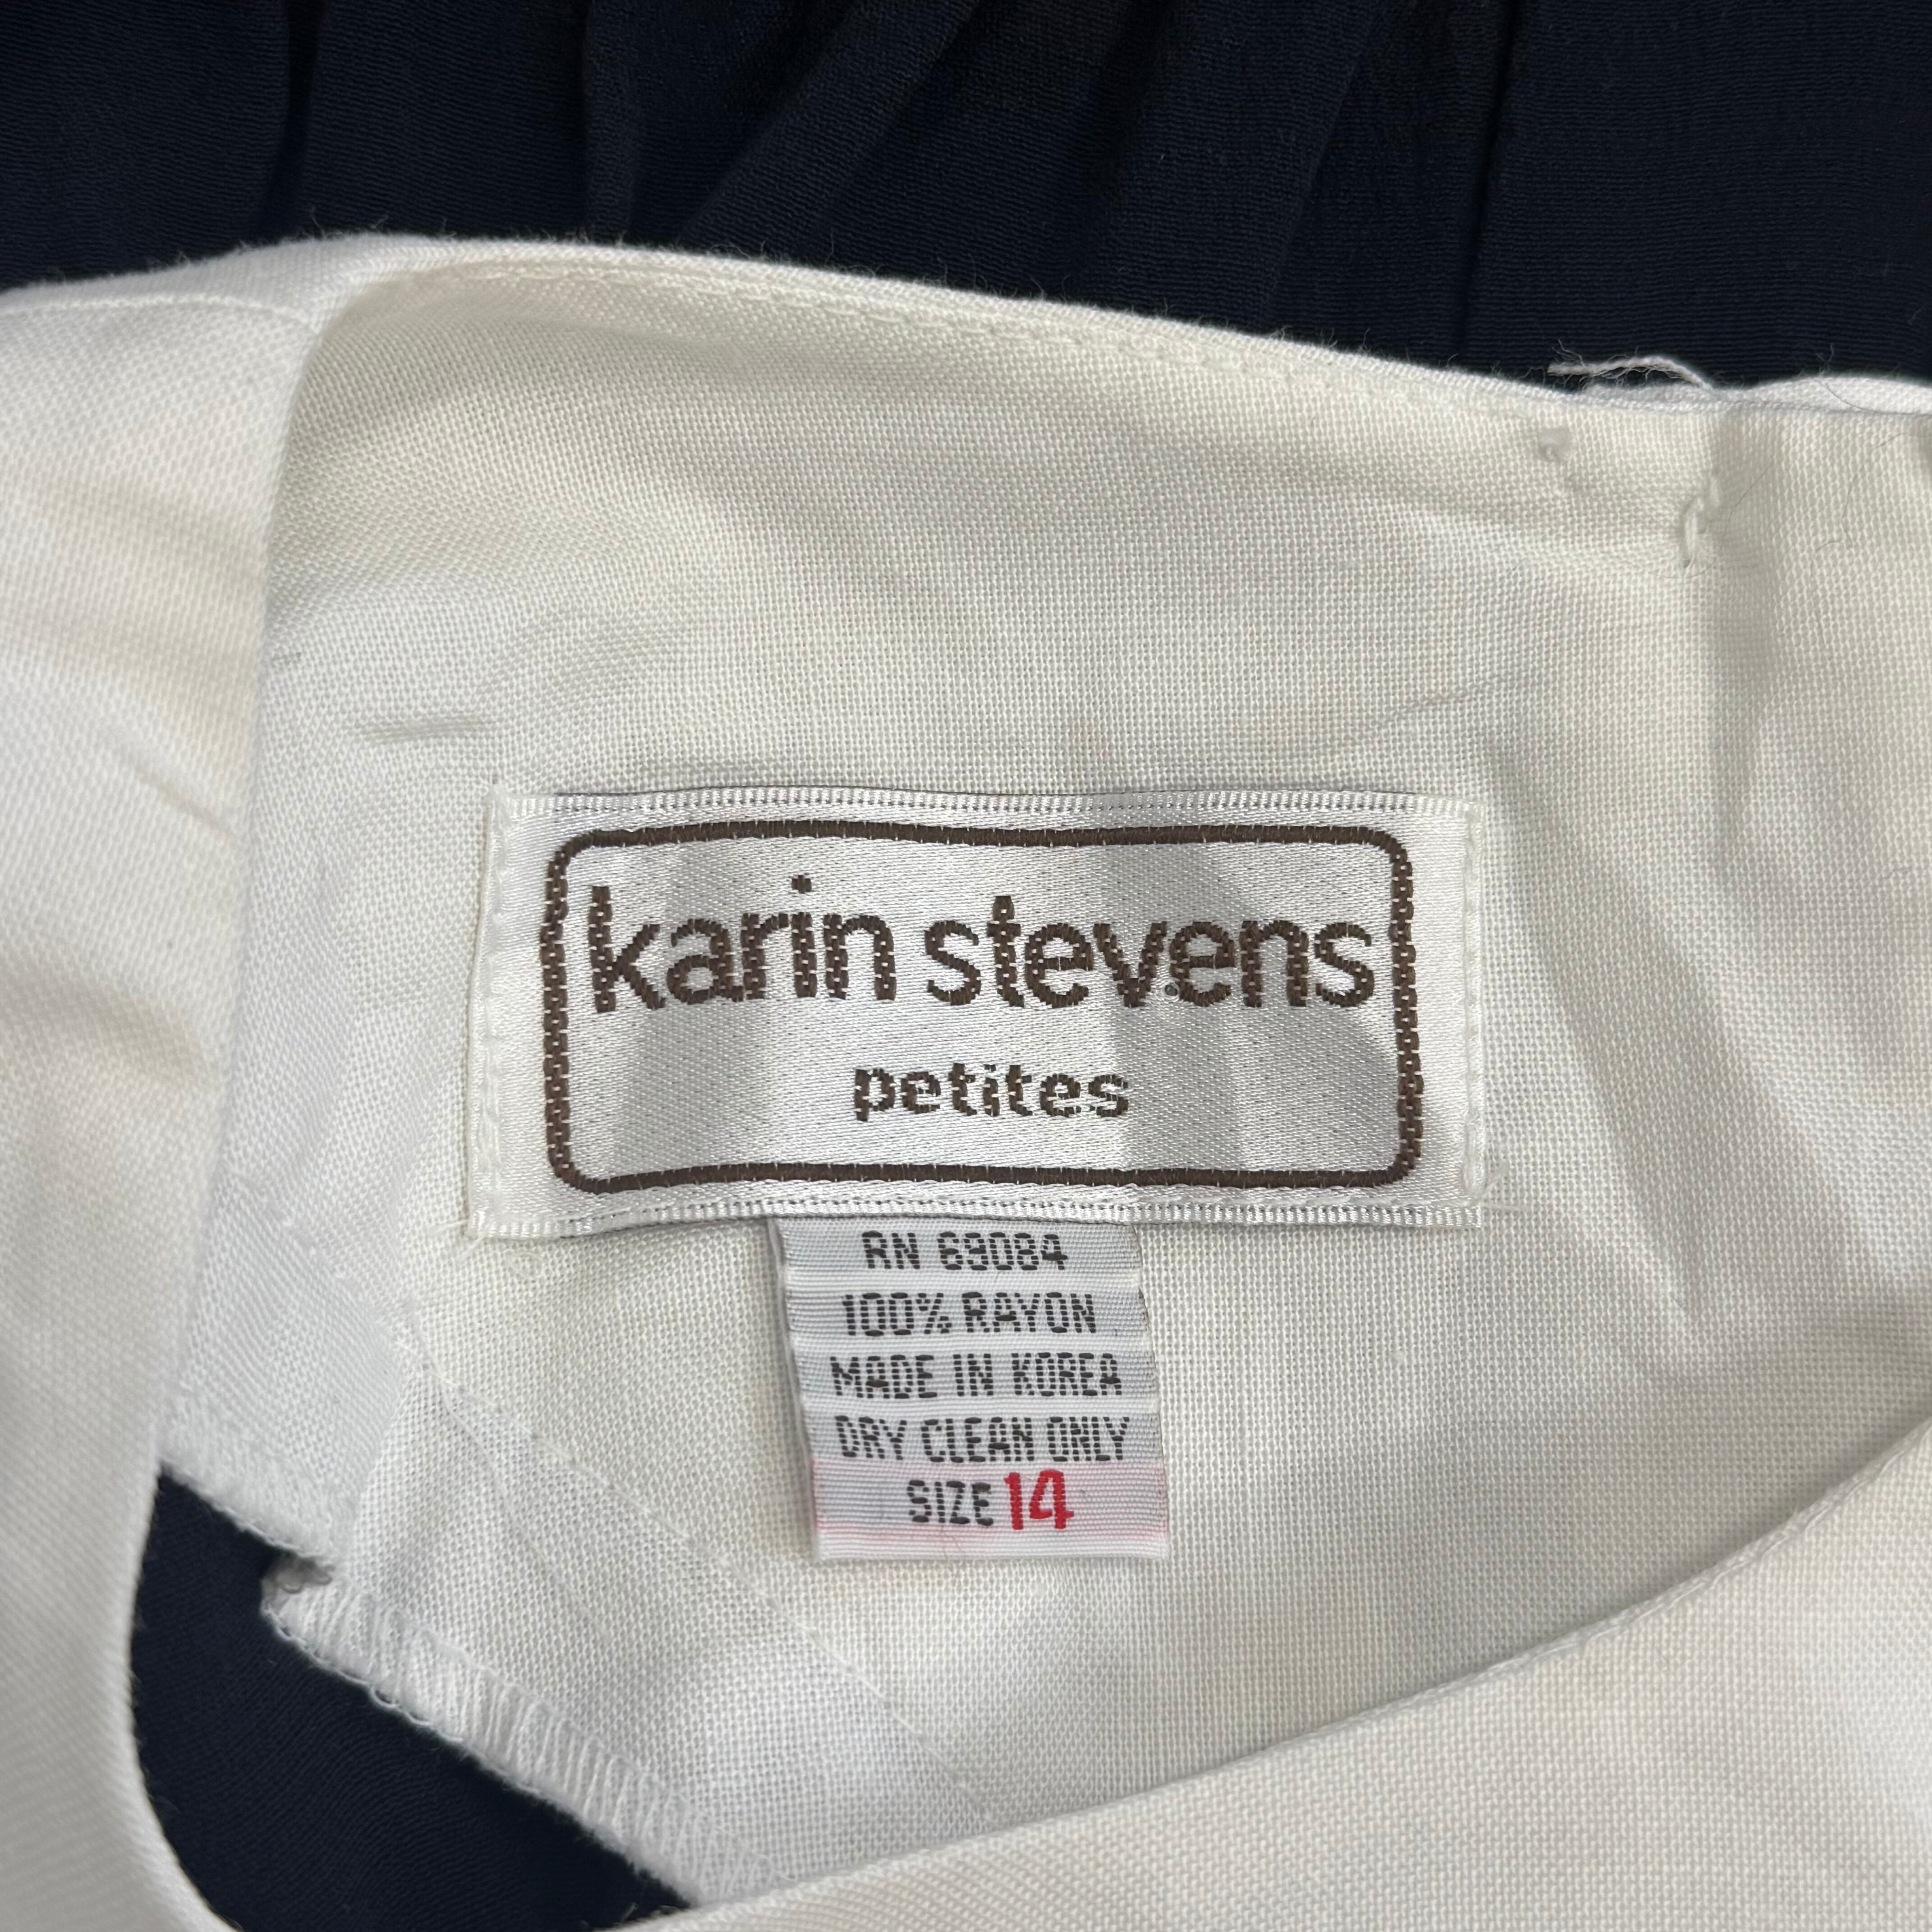 karin stevens
petites
RN 69084
100% RAYON
MADE IN KOREA
DRY CLEAN ONLY
SIZE 14